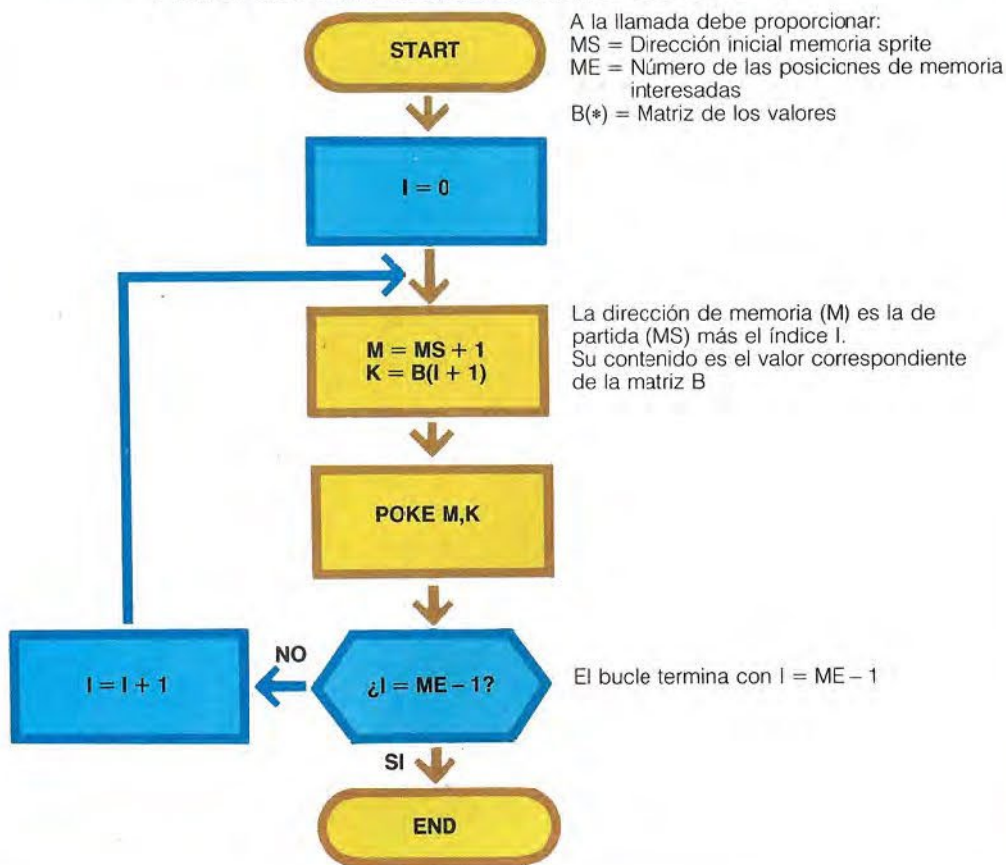 START
A la llamada debe proporcionar:
MS = Dirección inicial memoria sprite
ME = Número de las posicines de memoria
interesadas
B(*) = Matriz de los valores
I = 0
M = MS + 1
K = B(I + 1)
La dirección de memoria (M) es la de
partida (MS) más el índice I.
Su contenido es el valor correspondiente
de la matriz B
POKE M,K
I = I + 1
NO
¿I = ME – 1?
El bucle termina con I = ME – 1
SI
END